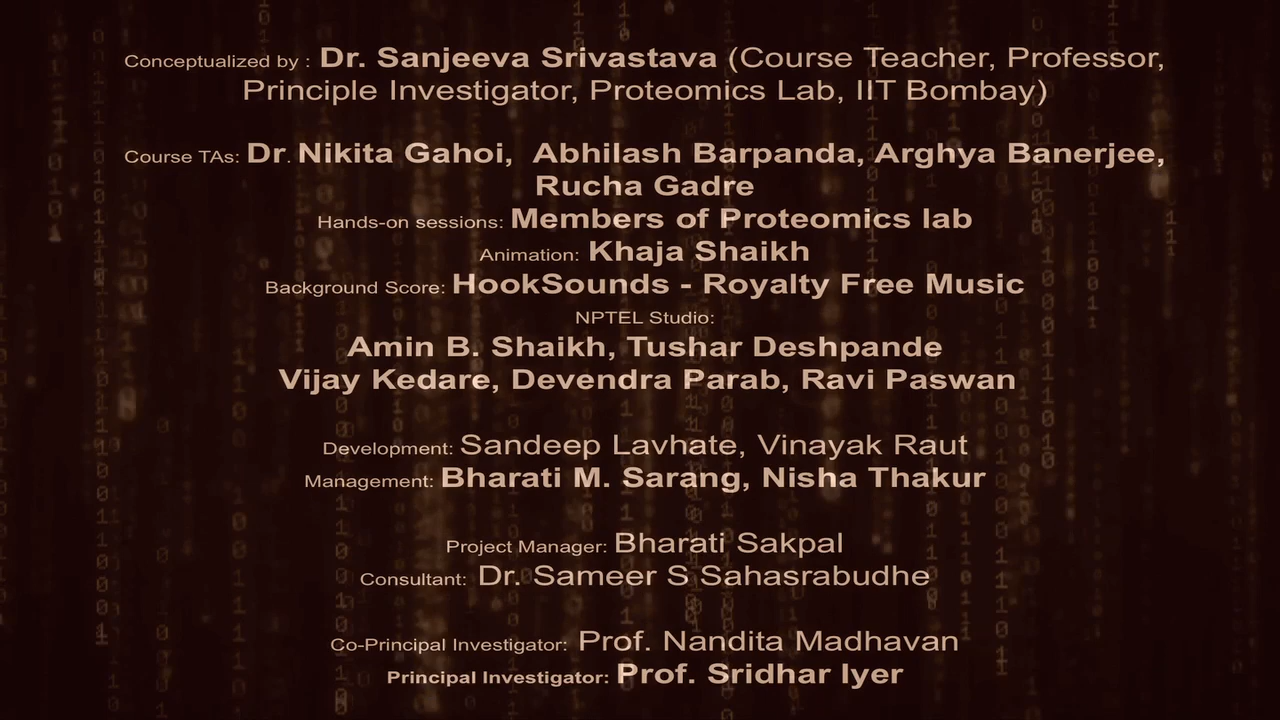 Conceptualized by : Dr. Sanjeeva Srivastava (Course Teacher, Professor,
Principle Investigator, Proteomics Lab, IIT Bombay)
Course TAs: Dr. Nikita Gahoi, Abhilash Barpanda, Arghya Banerjee,
Rucha Gadre
Hands-on sessions: Members of Proteomics lab
Animation: Khaja Shaikh
Background Score: HookSounds - Royalty Free Music
NPTEL Studio:
Amin B. Shaikh, Tushar Deshpande
Vijay Kedare, Devendra Parab, Ravi Paswan
Development: Sandeep Lavhate, Vinayak Raut
Management: Bharati M. Sarang, Nisha Thakur
Project Manager: Bharati Sakpal
Consultant: Dr. Sameer S Sahasrabudhe
Co-Principal Investigator: Prof. Nandita Madhavan
Principal Investigator: Prof. Sridhar Iyer